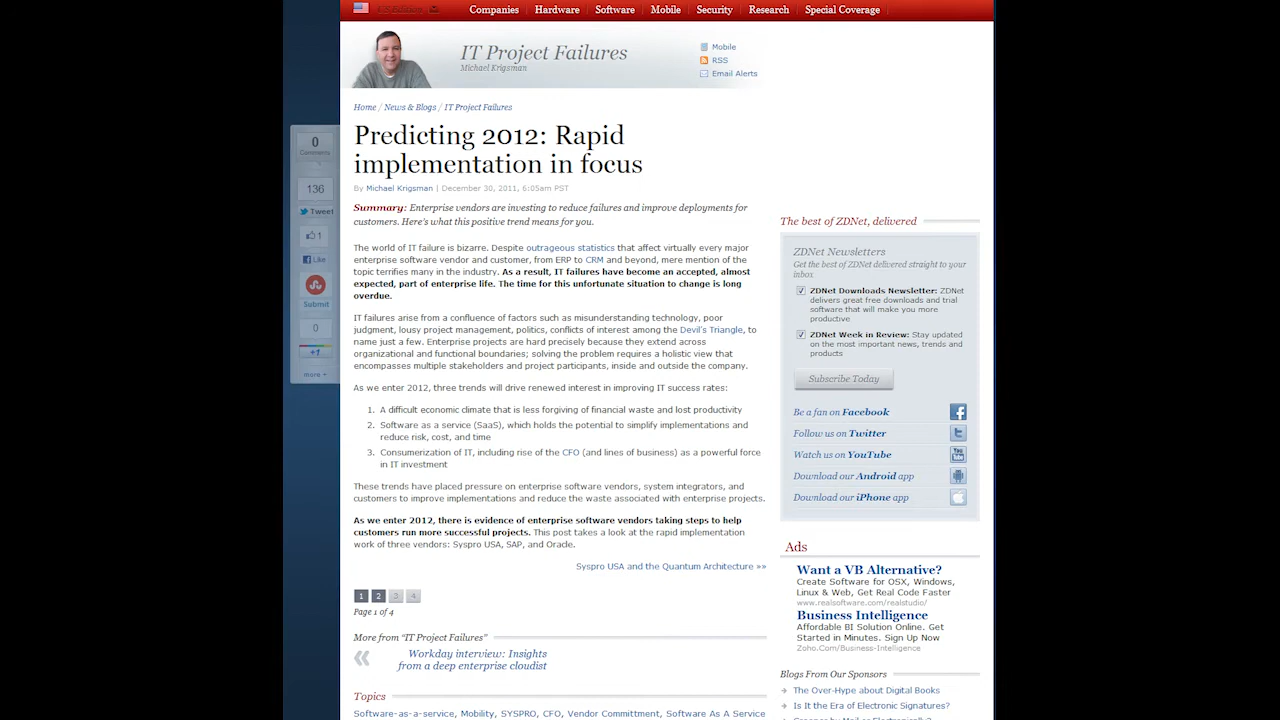 Companies Hardware Software Mobile Security Research Special Coverage
IT Project Failures
Michael Krigsman
Mobile
RSS
Email Alerts
Home / News & Blogs / IT Project Failures
Predicting 2012: Rapid
implementation in focus
By Michael Krigsman | December 30, 2011, 6:05am PST
Summary: Enterprise vendors are investing to reduce failures and improve deployments for
customers. Here's what this positive trend means for you.
The world of IT failure is bizarre. Despite outrageous statistics that affect virtually every major
enterprise software vendor and customer, from ERP to CRM and beyond, mere mention of the
topic terrifies many in the industry. As a result, IT failures have become an accepted, almost
expected, part of enterprise life. The time for this unfortunate situation to change is long
overdue.
IT failures arise from a confluence of factors such as misunderstanding technology, poor
judgment, lousy project management, politics, conflicts of interest among the Devil's Triangle, to
name just a few. Enterprise projects are hard precisely because they extend across
organizational and functional boundaries; solving the problem requires a holistic view that
encompasses multiple stakeholders and project participants, inside and outside the company.
As we enter 2012, three trends will drive renewed interest in improving IT success rates:
1. A difficult economic climate that is less forgiving of financial waste and lost productivity
2. Software as a service (SaaS), which holds the potential to simplify implementations and
reduce risk, cost, and time
3. Consumerization of IT, including rise of the CFO (and lines of business) as a powerful force
in IT investment
These trends have placed pressure on enterprise software vendors, system integrators, and
customers to improve implementations and reduce the waste associated with enterprise projects.
As we enter 2012, there is evidence of enterprise software vendors taking steps to help
customers run more successful projects. This post takes a look at the rapid implementation
work of three vendors: Syspro USA, SAP, and Oracle.
Syspro USA and the Quantum Architecture »»
1 2 3 4
Page 1 of 4
More from "IT Project Failures"
Workday interview: Insights
from a deep enterprise cloudist
Topics
Software-as-a-service, Mobility, SYSPRO, CFO, Vendor Committment, Software As A Service
0
Comments
136
Tweet
1
Like
Submit
0
+1
more +
The best of ZDNet, delivered
ZDNet Newsletters
Get the best of ZDNet delivered straight to your
inbox
ZDNet Downloads Newsletter: ZDNet
delivers great free downloads and trial
software that will make you more
productive
ZDNet Week in Review: Stay updated
on the most important news, trends and
products
Subscribe Today
Be a fan on Facebook
Follow us on Twitter
Watch us on YouTube
Download our Android app
Download our iPhone app
Ads
Want a VB Alternative?
Create Software for OSX, Windows,
Linux & Web, Get Real Code Faster
www.realsoftware.com/realstudio/
Business Intelligence
Affordable BI Solution Online. Get
Started in Minutes. Sign Up Now
Zoho.Com/Business-Intelligence
Blogs From Our Sponsors
The Over-Hype about Digital Books
Is It the Era of Electronic Signatures?